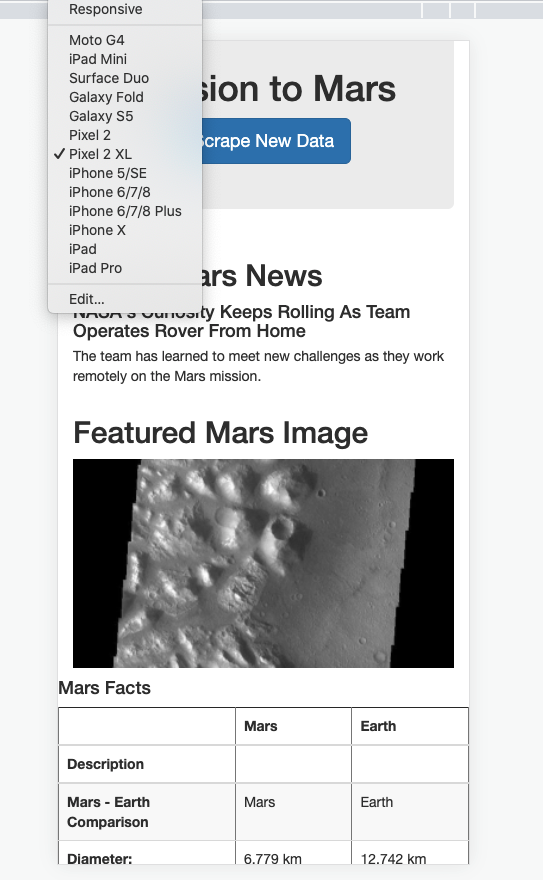 Responsive
Moto G4
iPad Mini
Surface Duo
Galaxy Fold
Galaxy S5
Pixel 2
✓ Pixel 2 XL
iPhone 5/SE
iPhone 6/7/8
iPhone 6/7/8 Plus
iPhone X
iPad
iPad Pro
Edit...
sion to Mars
Scrape New Data
ars News
NASA's Curiosity Keeps Rolling As Team
Operates Rover From Home
The team has learned to meet new challenges as they work
remotely on the Mars mission.
Featured Mars Image
Mars Facts
Mars Earth
Description
Mars - Earth Mars Earth
Comparison
Diameter: 6,779 km 12,742 km